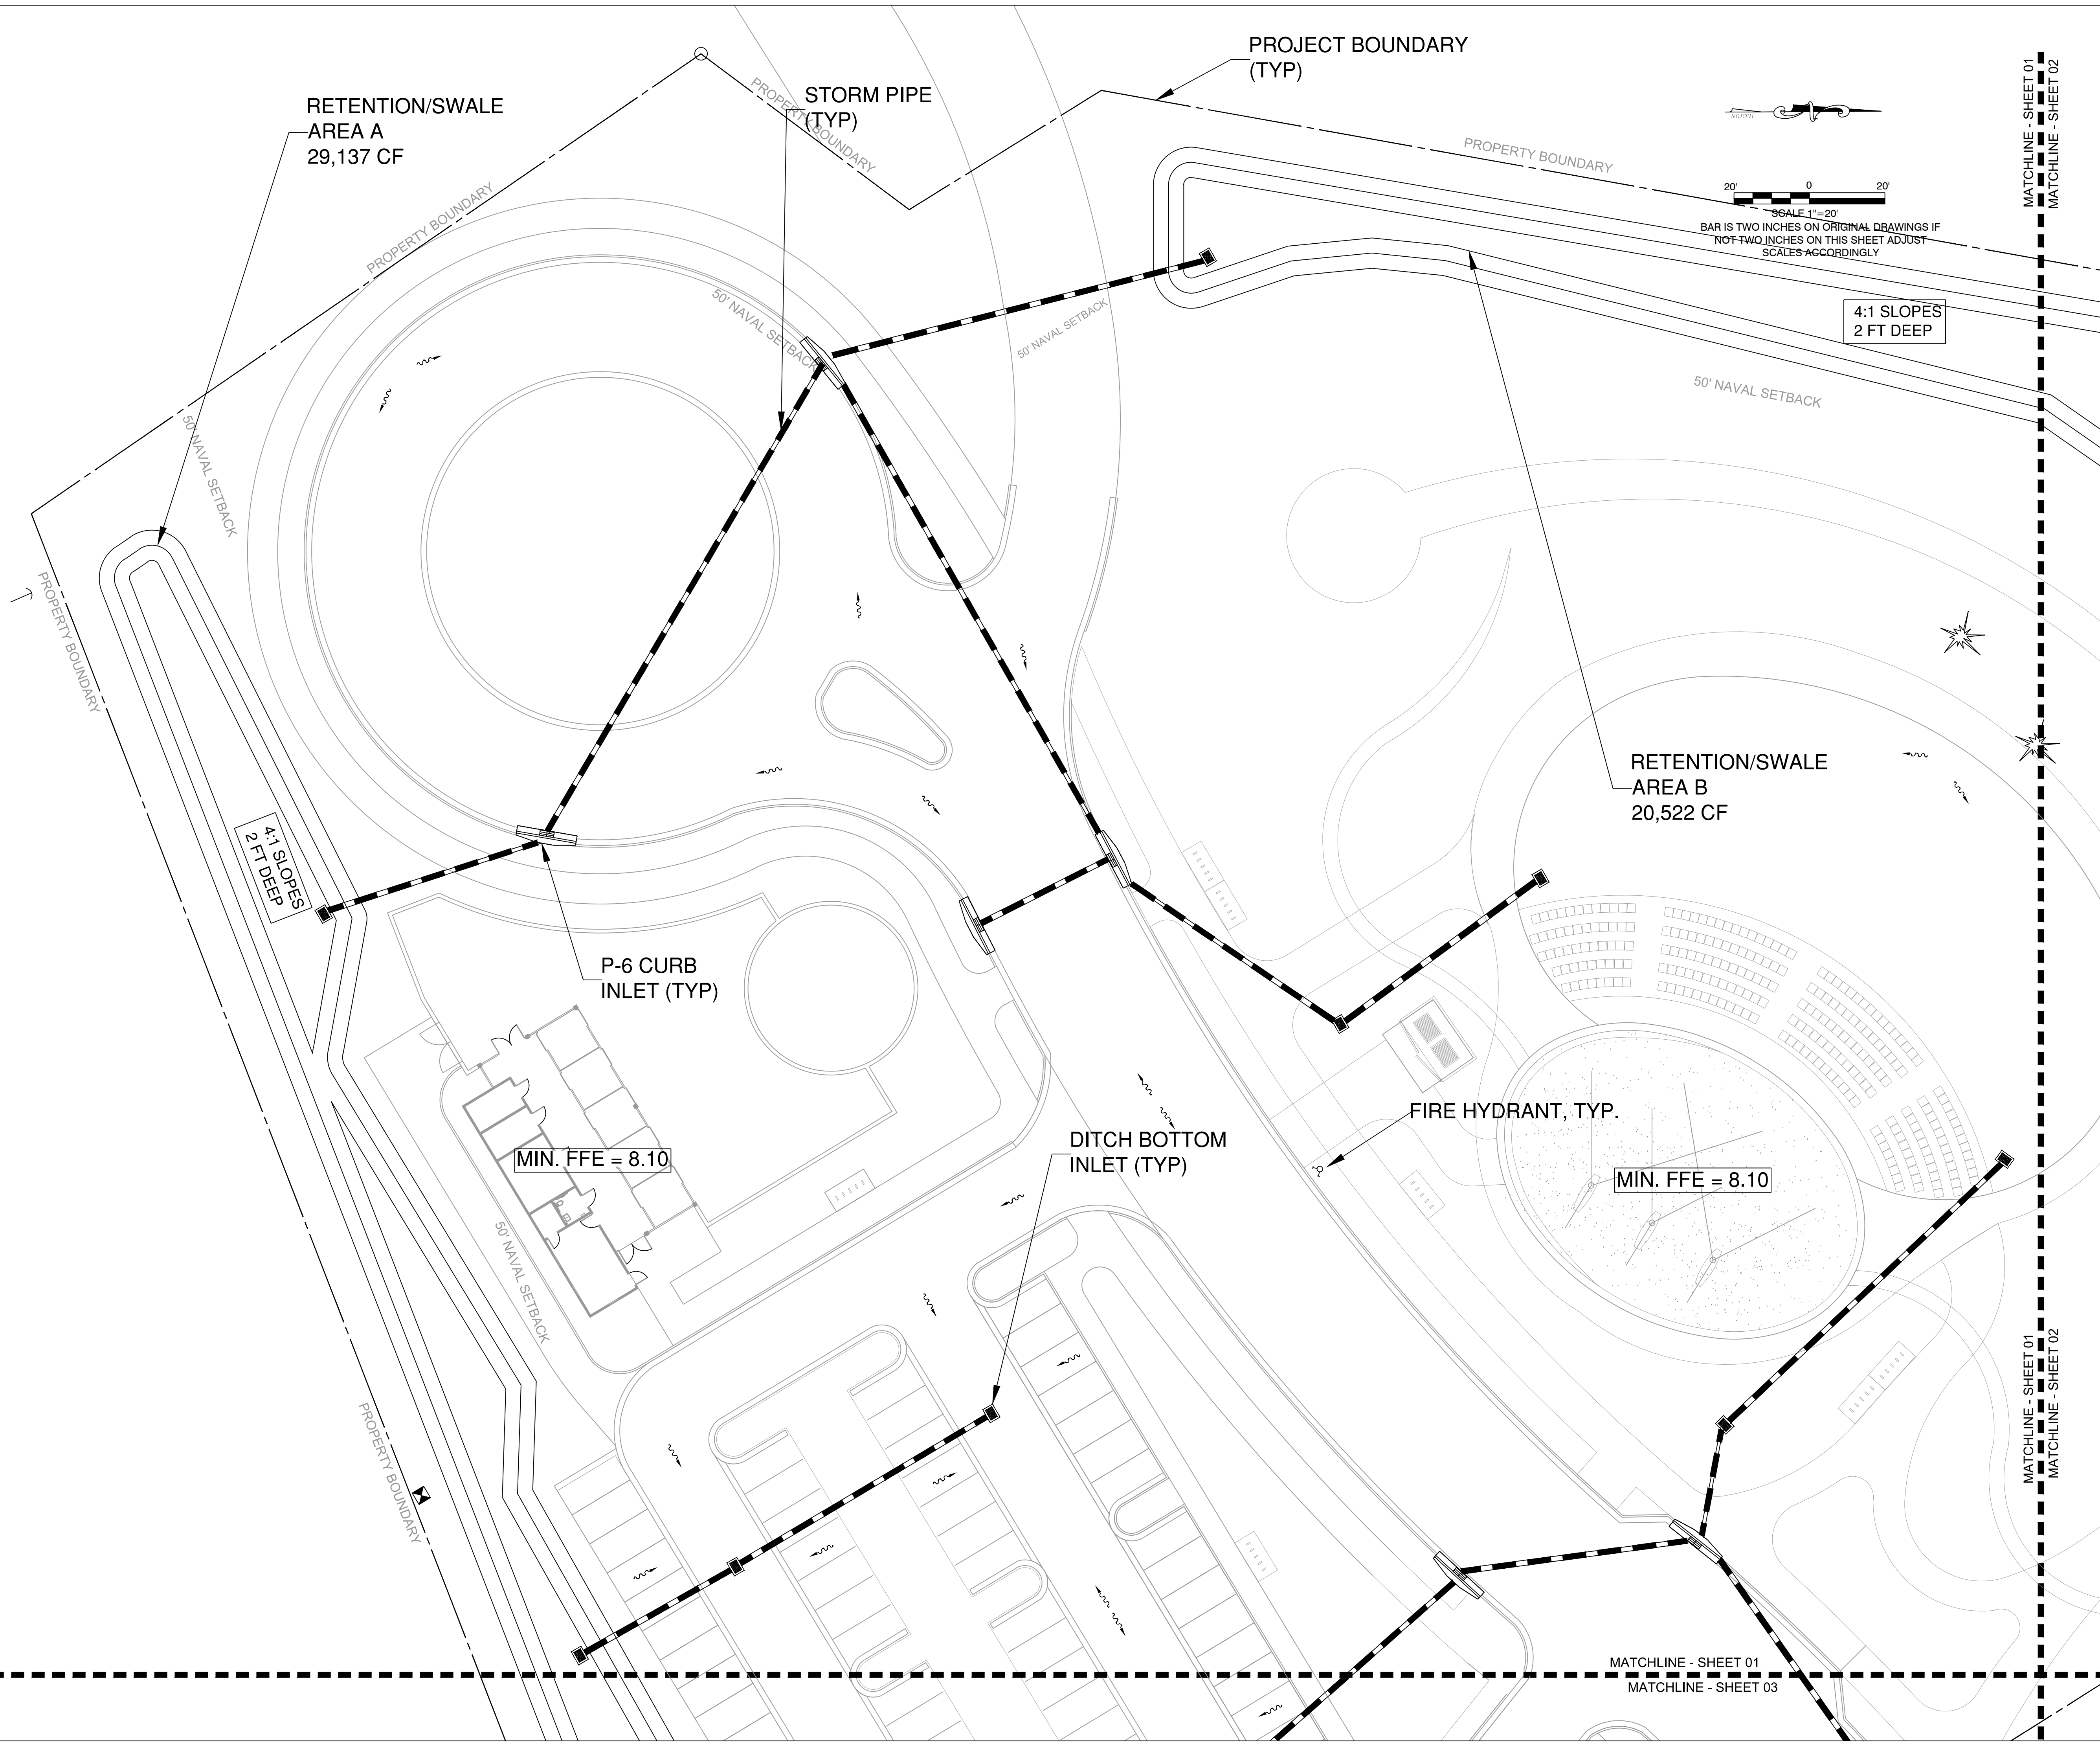 PROJECT BOUNDARY
(TYP)
STORM PIPE
(TYP)
PROPERTY BOUNDARY
RETENTION/SWALE
AREA A
29,137 CF
PROPERTY BOUNDARY
PROPERTY BOUNDARY
NORTH
20' 0 20'
SCALE 1"=20'
BAR IS TWO INCHES ON ORIGINAL DRAWINGS IF
NOT TWO INCHES ON THIS SHEET ADJUST
SCALES ACCORDINGLY
MATCHLINE - SHEET 01
MATCHLINE - SHEET 02
50' NAVAL SETBACK
50' NAVAL SETBACK
4:1 SLOPES
2 FT DEEP
50' NAVAL SETBACK
50' NAVAL SETBACK
PROPERTY BOUNDARY
RETENTION/SWALE
AREA B
20,522 CF
4:1 SLOPES
2 FT DEEP
P-6 CURB
INLET (TYP)
FIRE HYDRANT, TYP.
DITCH BOTTOM
INLET (TYP)
MIN. FFE = 8.10
MIN. FFE = 8.10
50' NAVAL SETBACK
PROPERTY BOUNDARY
MATCHLINE - SHEET 01
MATCHLINE - SHEET 02
MATCHLINE - SHEET 01
MATCHLINE - SHEET 03